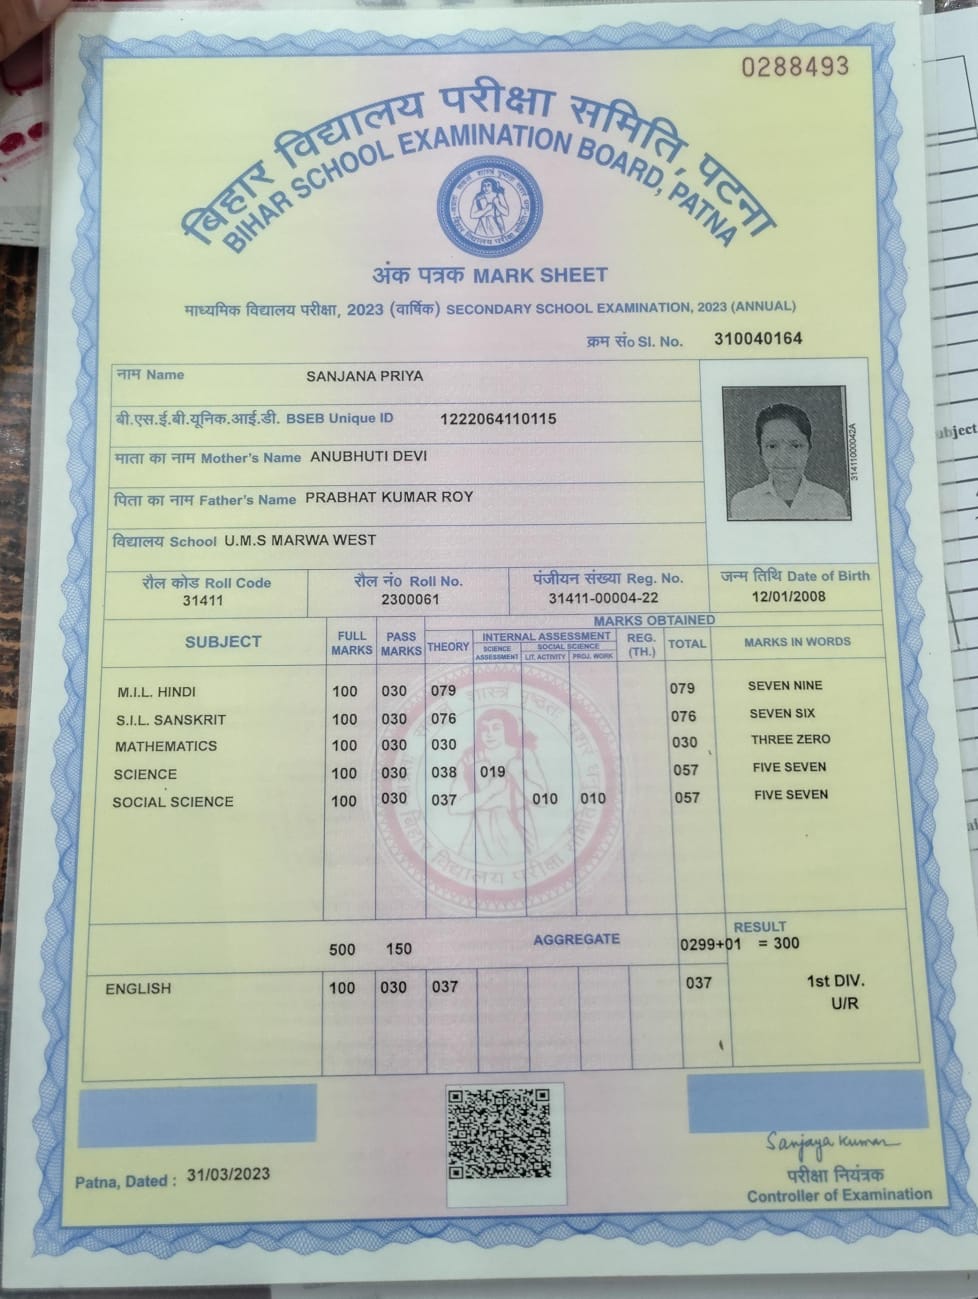 0288493
बिहार विद्यालय परीक्षा समिति, पटना
BIHAR SCHOOL EXAMINATION BOARD, PATNA
अंक पत्रक MARK SHEET
माध्यमिक विद्यालय परीक्षा, 2023 (वार्षिक) SECONDARY SCHOOL EXAMINATION, 2023 (ANNUAL)
क्रम सं० Sl. No. 310040164
नाम Name SANJANA PRIYA
बी.एस.ई.बी.यूनिक.आई.डी. BSEB Unique ID 1222064110115
माता का नाम Mother's Name ANUBHUTI DEVI
पिता का नाम Father's Name PRABHAT KUMAR ROY
विद्यालय School U.M.S MARWA WEST
31411000042A
रौल कोड Roll Code रौल नं0 Roll No. पंजीयन संख्या Reg. No. जन्म तिथि Date of Birth
31411 2300061 31411-00004-22 12/01/2008
MARKS OBTAINED
SUBJECT FULL MARKS PASS MARKS THEORY INTERNAL ASSESSMENT REG. (TH.) TOTAL MARKS IN WORDS
SCIENCE ASSESSMENT SOCIAL SCIENCE
LIT. ACTIVITY PROJ. WORK
M.I.L. HINDI 100 030 079 079 SEVEN NINE
S.I.L. SANSKRIT 100 030 076 076 SEVEN SIX
MATHEMATICS 100 030 030 030 THREE ZERO
SCIENCE 100 030 038 019 057 FIVE SEVEN
SOCIAL SCIENCE 100 030 037 010 010 057 FIVE SEVEN
RESULT
500 150 AGGREGATE 0299+01 = 300
ENGLISH 100 030 037 037 1st DIV.
U/R
Sanjaya Kumar
Patna, Dated : 31/03/2023
परीक्षा नियंत्रक
Controller of Examination